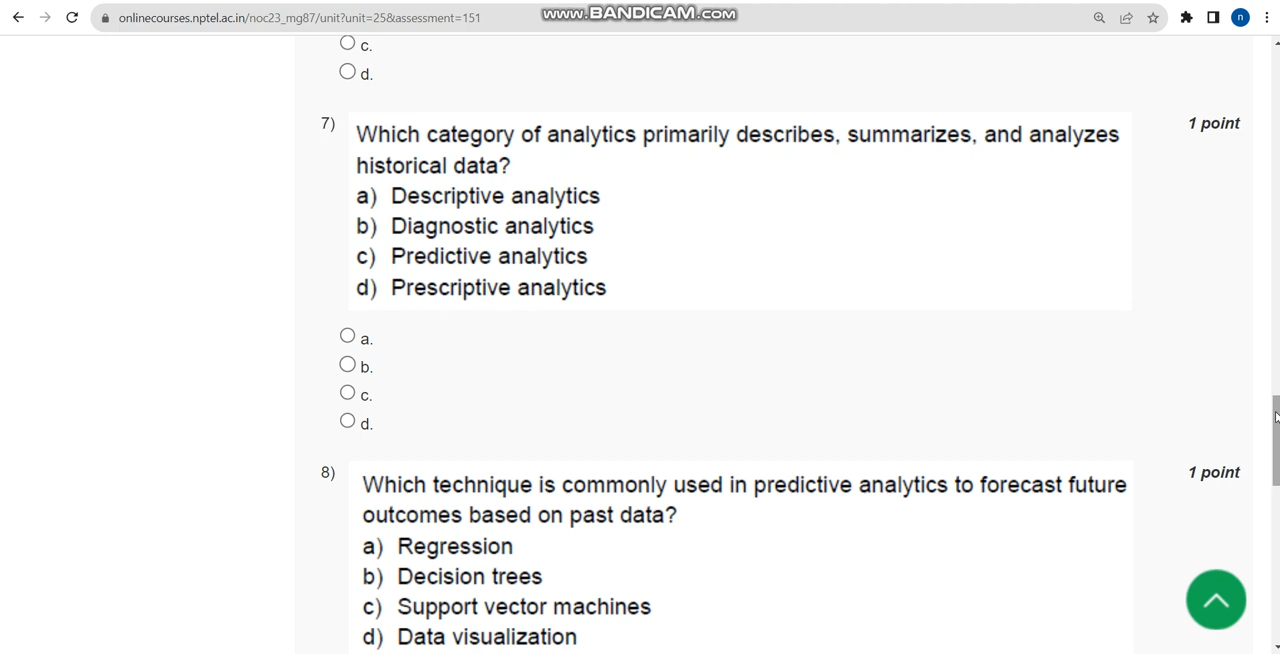 onlinecourses.nptel.ac.in/noc23_mg87/unit?unit=25&assessment=151
www.BANDICAM.com
n
c.
d.
7)
Which category of analytics primarily describes, summarizes, and analyzes
historical data?
a) Descriptive analytics
b) Diagnostic analytics
c) Predictive analytics
d) Prescriptive analytics
1 point
a.
b.
c.
d.
8)
Which technique is commonly used in predictive analytics to forecast future
outcomes based on past data?
a) Regression
b) Decision trees
c) Support vector machines
d) Data visualization
1 point